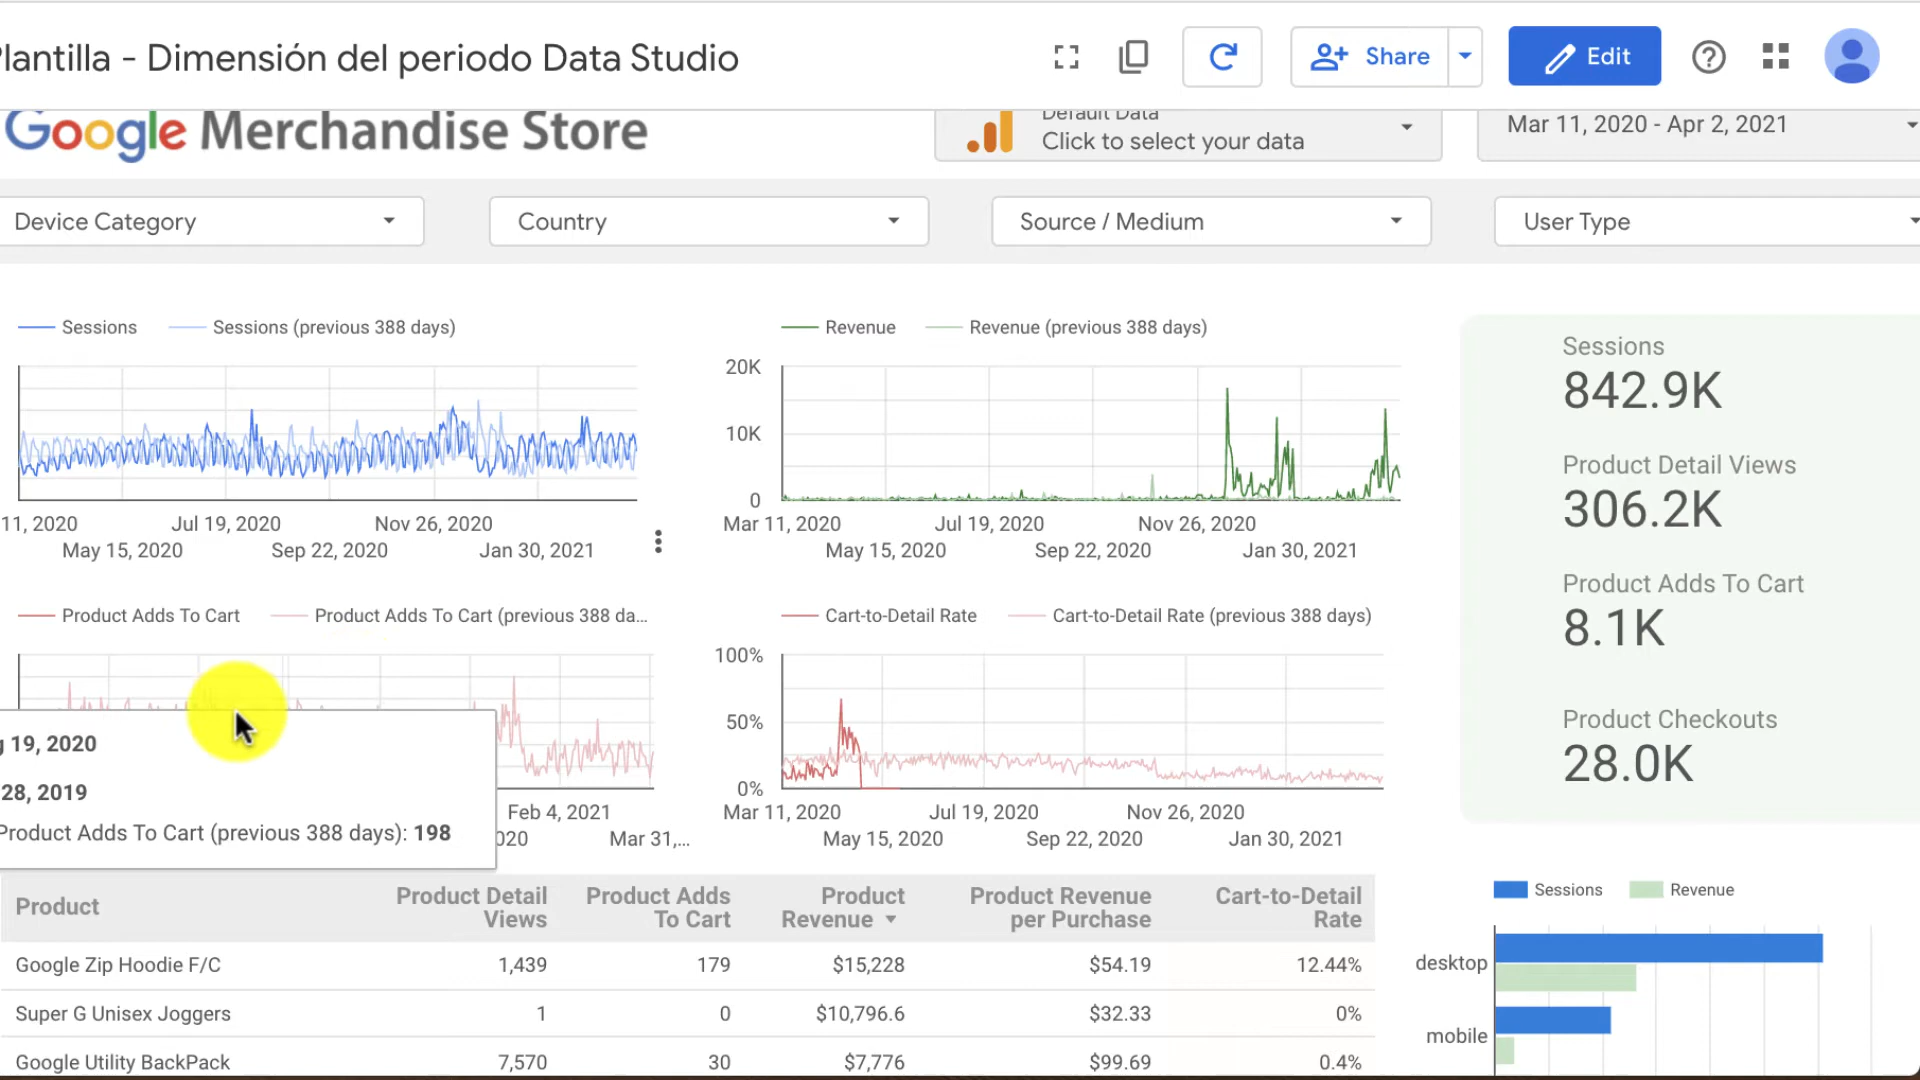 lantilla - Dimensión del periodo Data Studio
Share
Edit
Google Merchandise Store
Default Data
Click to select your data
Mar 11, 2020 - Apr 2, 2021
Device Category
Country
Source / Medium
User Type
Sessions
Sessions (previous 388 days)
Revenue
Revenue (previous 388 days)
20K
10K
0
11, 2020
Jul 19, 2020
Nov 26, 2020
May 15, 2020
Sep 22, 2020
Jan 30, 2021
Mar 11, 2020
Jul 19, 2020
Nov 26, 2020
May 15, 2020
Sep 22, 2020
Jan 30, 2021
Sessions
842.9K
Product Detail Views
306.2K
Product Adds To Cart
8.1K
Product Checkouts
28.0K
Product Adds To Cart
Product Adds To Cart (previous 388 da...
Cart-to-Detail Rate
Cart-to-Detail Rate (previous 388 days)
100%
50%
0%
g 19, 2020
28, 2019
Product Adds To Cart (previous 388 days): 198
Feb 4, 2021
020
Mar 31,...
Mar 11, 2020
Jul 19, 2020
Nov 26, 2020
May 15, 2020
Sep 22, 2020
Jan 30, 2021
Product
Product Detail Views
Product Adds To Cart
Product Revenue
Product Revenue per Purchase
Cart-to-Detail Rate
Google Zip Hoodie F/C 1,439 179 $15,228 $54.19 12.44%
Super G Unisex Joggers 1 0 $10,796.6 $32.33 0%
Google Utility BackPack 7,570 30 $7,776 $99.69 0.4%
Sessions
Revenue
desktop
mobile